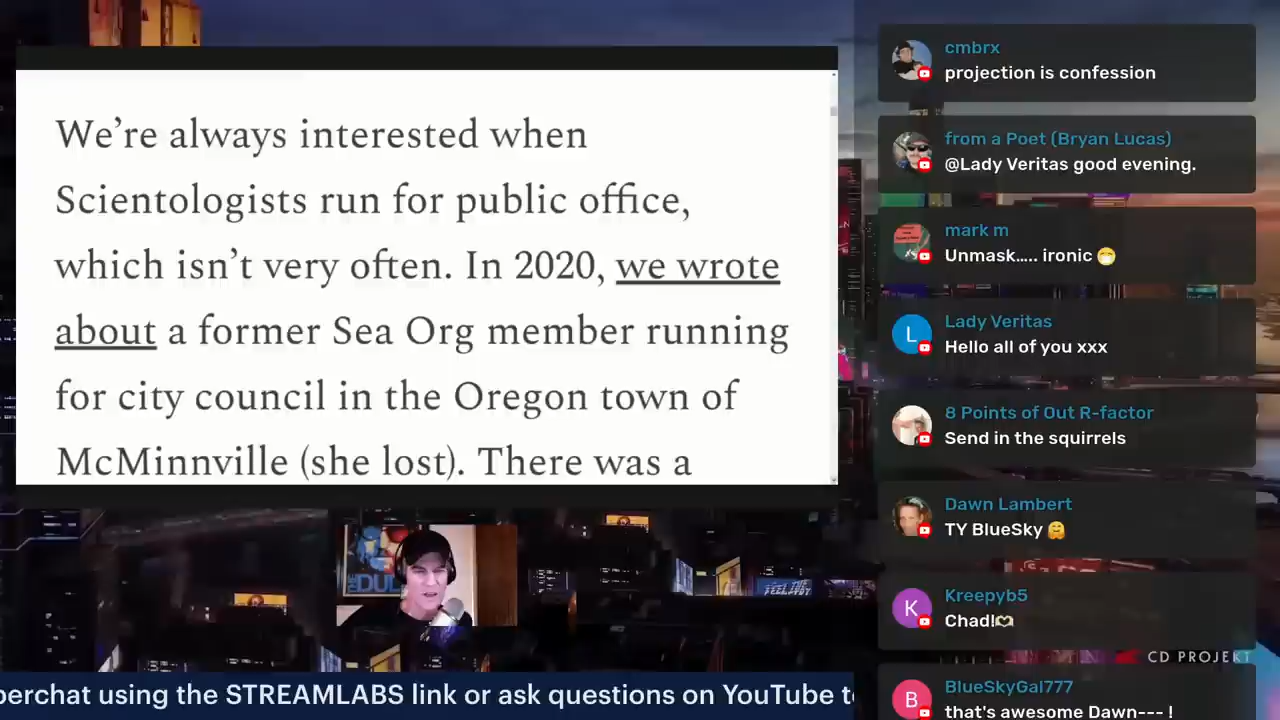 We're always interested when
Scientologists run for public office,
which isn't very often. In 2020, we wrote
about a former Sea Org member running
for city council in the Oregon town of
McMinnville (she lost). There was a
cmbrx
projection is confession
from a Poet (Bryan Lucas)
@Lady Veritas good evening.
mark m
Unmask..... ironic 😷
L
Lady Veritas
Hello all of you xxx
8 Points of Out R-factor
Send in the squirrels
Dawn Lambert
TY BlueSky 🤗
K
Kreepyb5
Chad!🫶
B
BlueSkyGal777
that's awesome Dawn--- !
CD PROJEKT
DUD
FEEL THE
perchat using the STREAMLABS link or ask questions on YouTube to